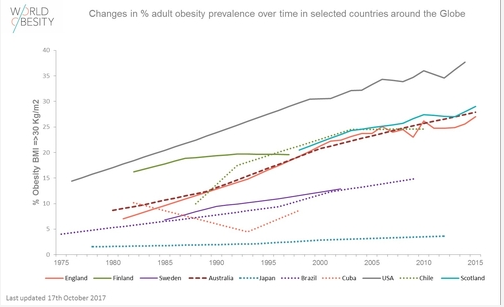 WORLD
OBESITY
Changes in % adult obesity prevalence over time in selected countries around the Globe
% Obesity BMI =>30 Kg/m2
40
35
30
25
20
15
10
5
0
1975 1980 1985 1990 1995 2000 2005 2010 2015
England Finland Sweden Australia Japan Brazil Cuba USA Chile Scotland
Last updated 17th October 2017